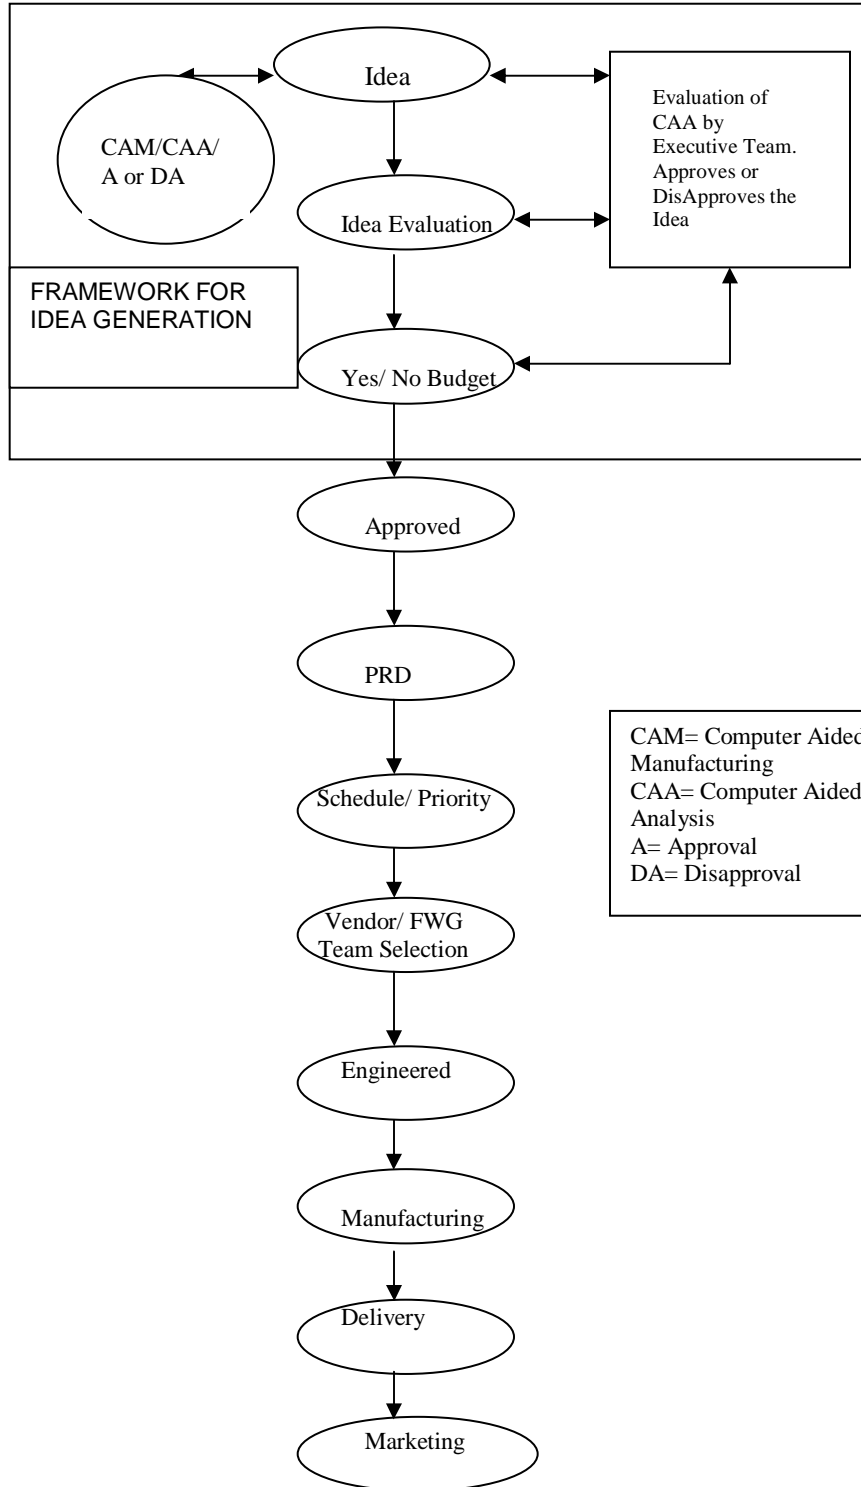 Idea
CAM/CAA/
A or DA
Evaluation of
CAA by
Executive Team.
Approves or
DisApproves the
Idea
Idea Evaluation
FRAMEWORK FOR
IDEA GENERATION
Yes/ No Budget
Approved
PRD
Schedule/ Priority
CAM= Computer Aided
Manufacturing
CAA= Computer Aided
Analysis
A= Approval
DA= Disapproval
Vendor/ FWG
Team Selection
Engineered
Manufacturing
Delivery
Marketing